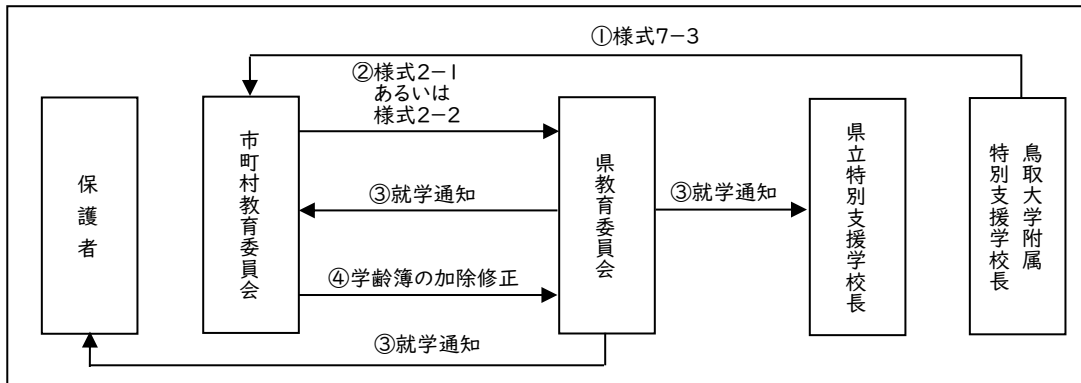 ①様式7-3
②様式2-1
あるいは
様式2-2
保護者
市町村教育委員会
③就学通知
④学齢簿の加除修正
③就学通知
県教育委員会
③就学通知
県立特別支援学校長
鳥取大学附属
特別支援学校長